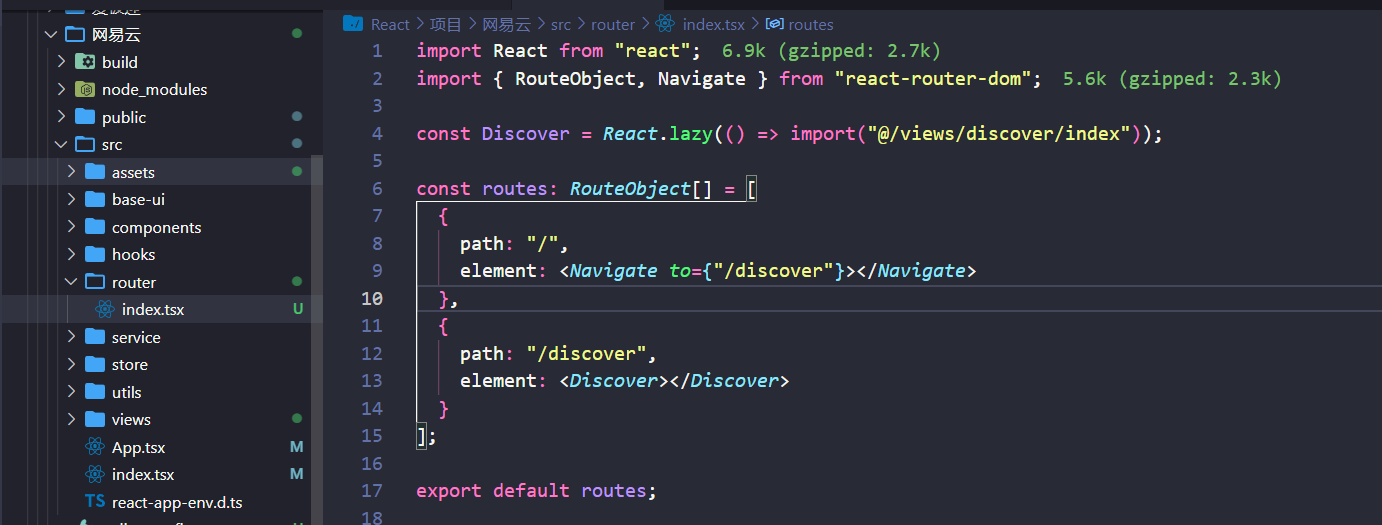 网易云
build
node_modules
public
src
assets
base-ui
components
hooks
router
index.tsx U
service
store
utils
views
App.tsx M
index.tsx M
TS react-app-env.d.ts
React > 项目 > 网易云 > src > router > index.tsx > routes
1 import React from "react"; 6.9k (gzipped: 2.7k)
2 import { RouteObject, Navigate } from "react-router-dom"; 5.6k (gzipped: 2.3k)
3
4 const Discover = React.lazy(() => import("@/views/discover/index"));
5
6 const routes: RouteObject[] = [
7 {
8 path: "/",
9 element: <Navigate to={"/discover"}></Navigate>
10 },
11 {
12 path: "/discover",
13 element: <Discover></Discover>
14 }
15 ];
16
17 export default routes;
18